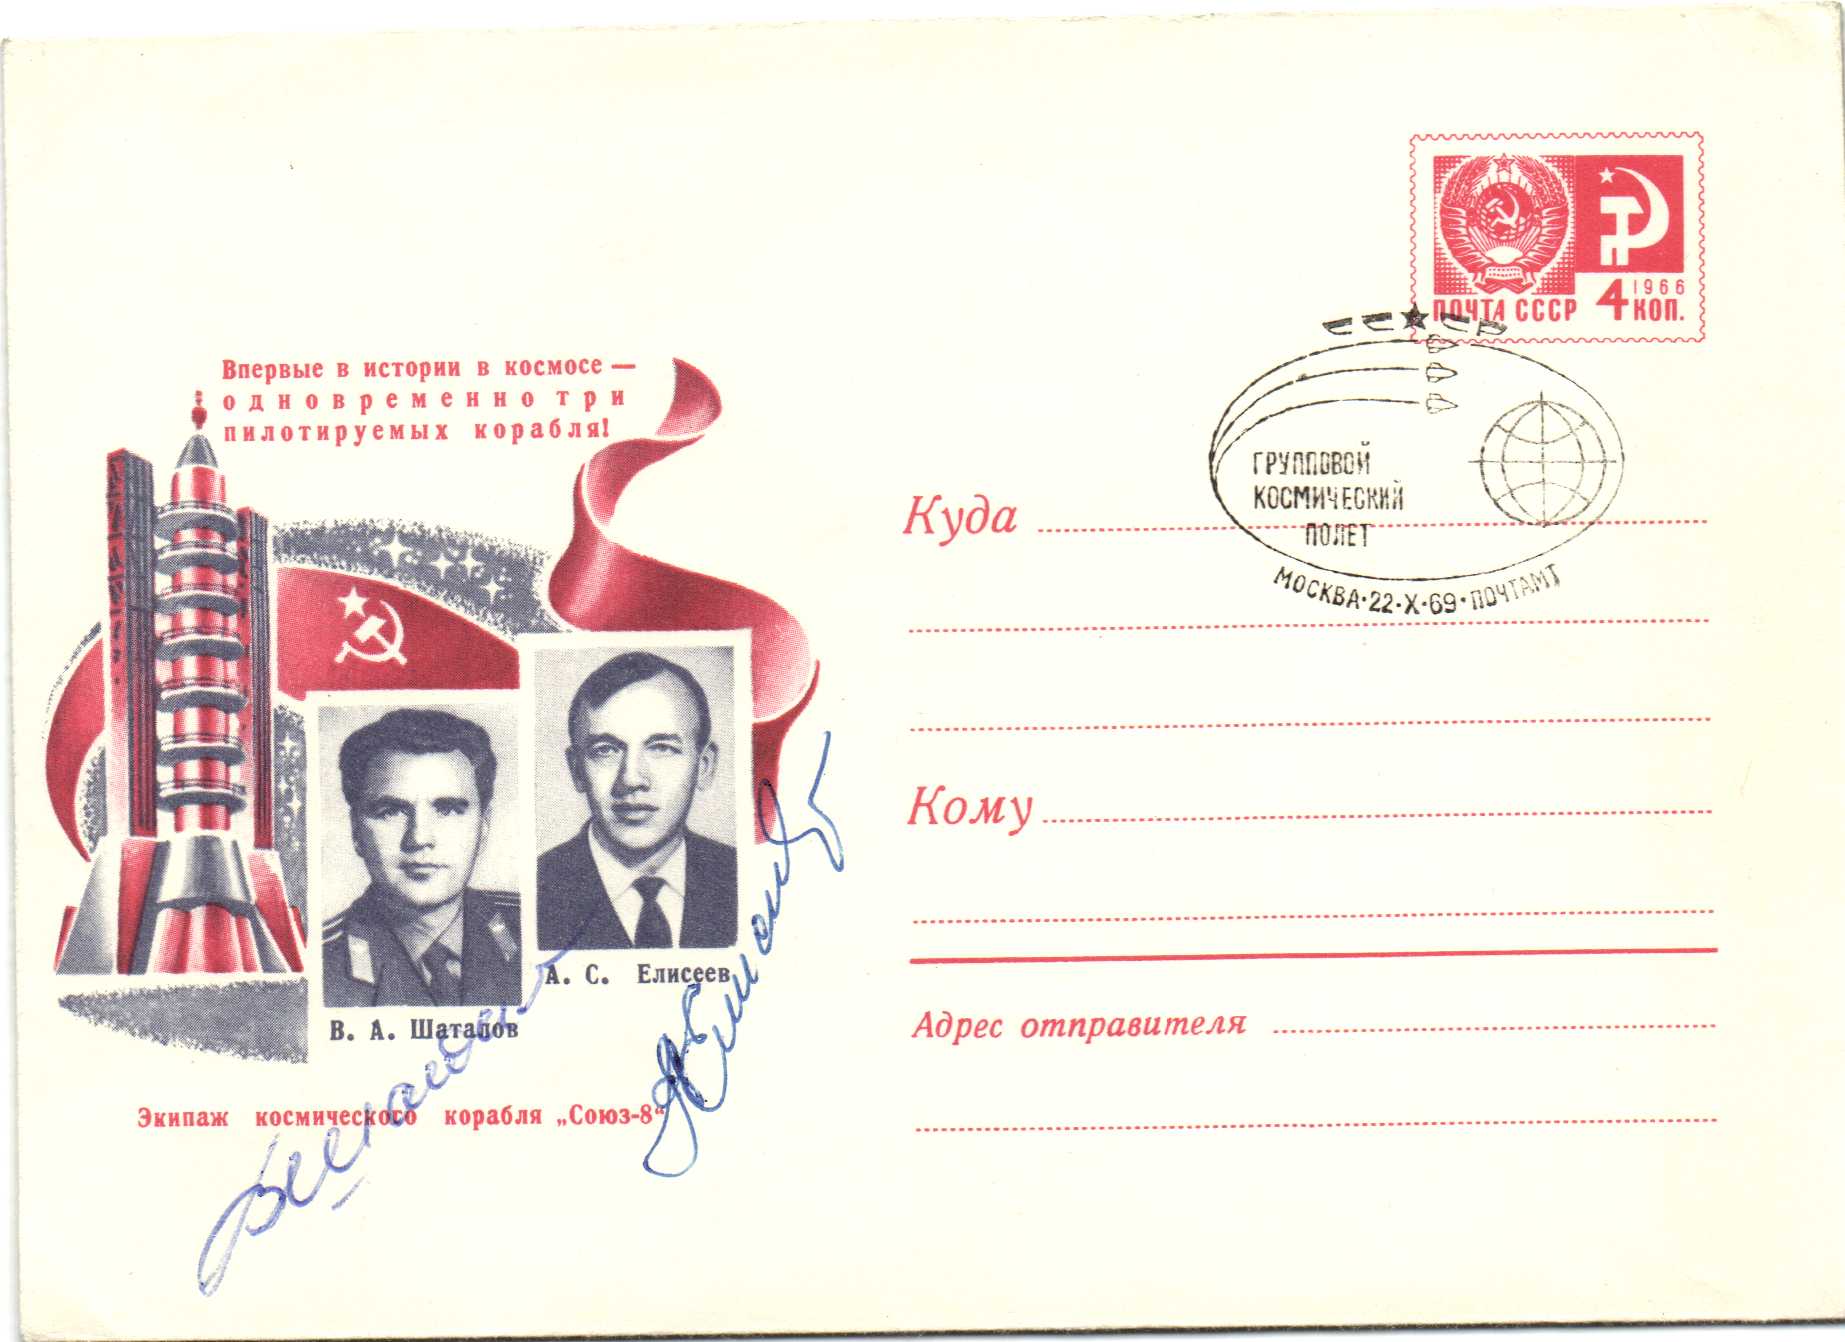 1966
ПОЧТА СССР 4 КОП.
СССР
Впервые в истории в космосе —
одновременно три
пилотируемых корабля!
ГРУППОВОЙ
КОСМИЧЕСКИЙ
ПОЛЕТ
МОСКВА·22·X·69·ПОЧТАМТ
Куда
Кому
А. С. Елисеев
В. А. Шаталов
Адрес отправителя
Экипаж космического корабля „Союз-8“